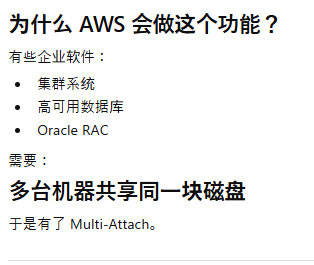 为什么 AWS 会做这个功能？
有些企业软件：
• 集群系统
• 高可用数据库
• Oracle RAC
需要：
多台机器共享同一块磁盘
于是有了 Multi-Attach。